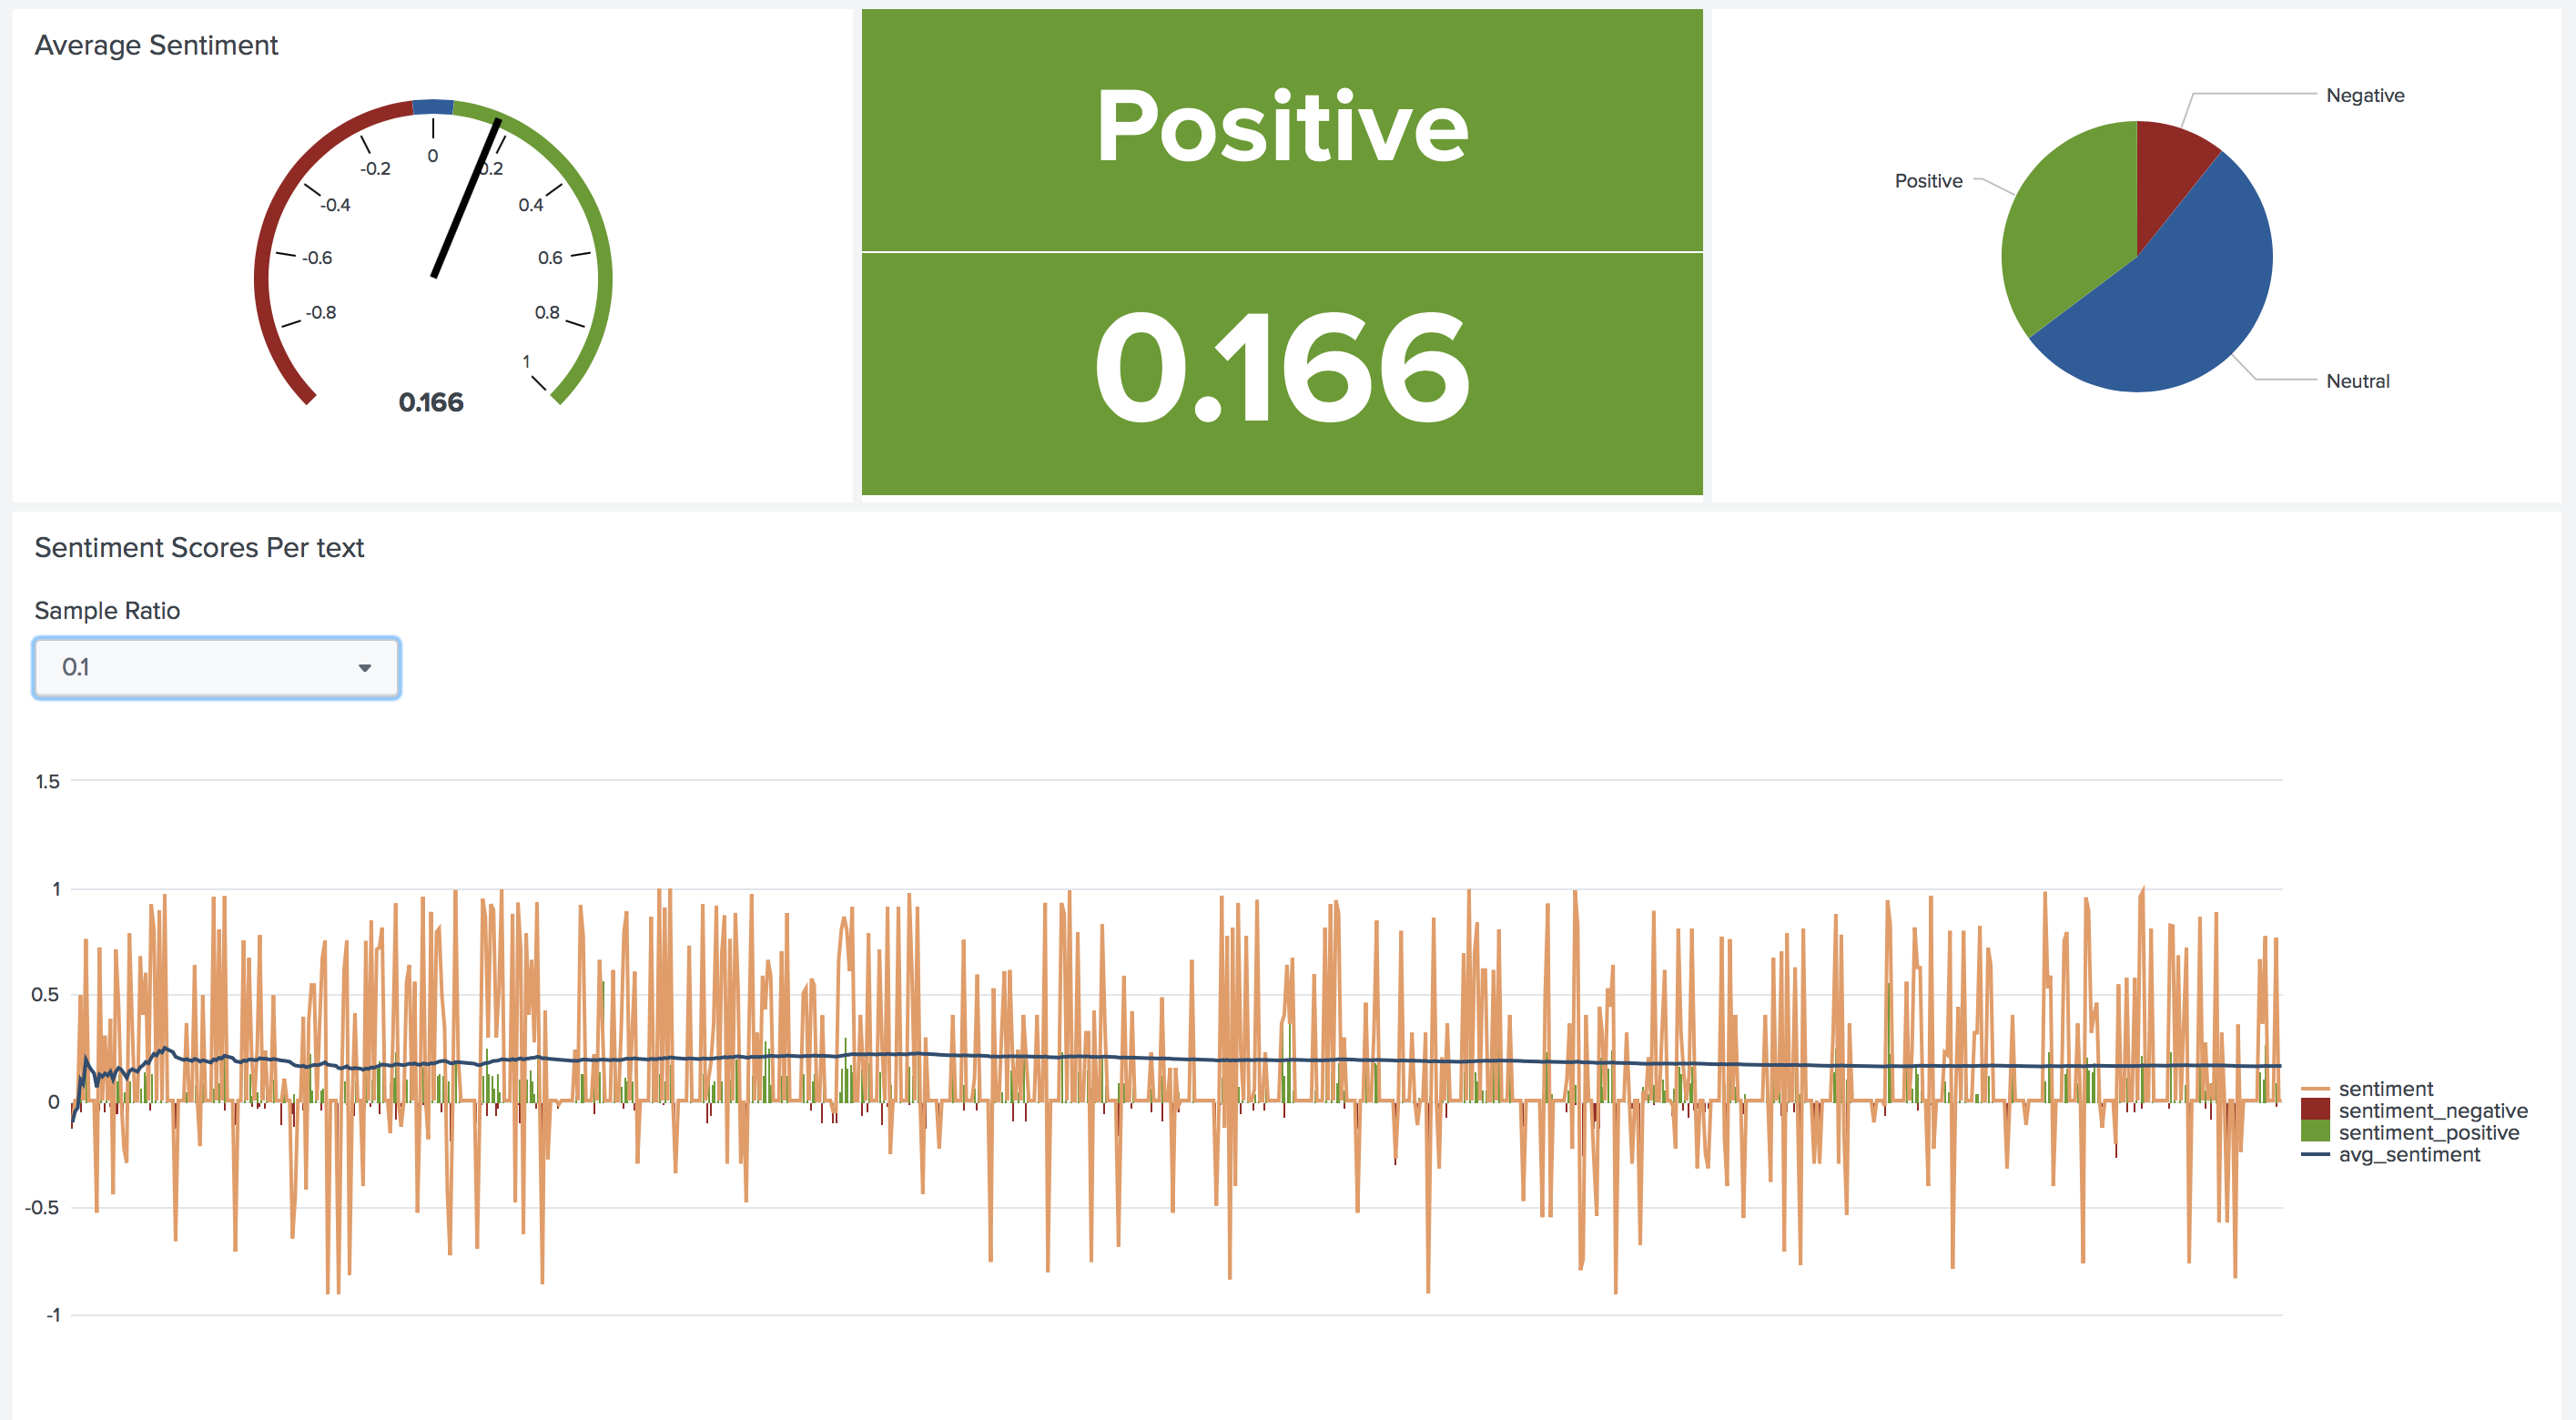 Average Sentiment
0
-0.2
0.2
-0.4
0.4
-0.6
0.6
-0.8
0.8
1
0.166
Positive
0.166
Negative
Positive
Neutral
Sentiment Scores Per text
Sample Ratio
0.1
1.5
1
0.5
0
-0.5
-1
sentiment
sentiment_negative
sentiment_positive
avg_sentiment